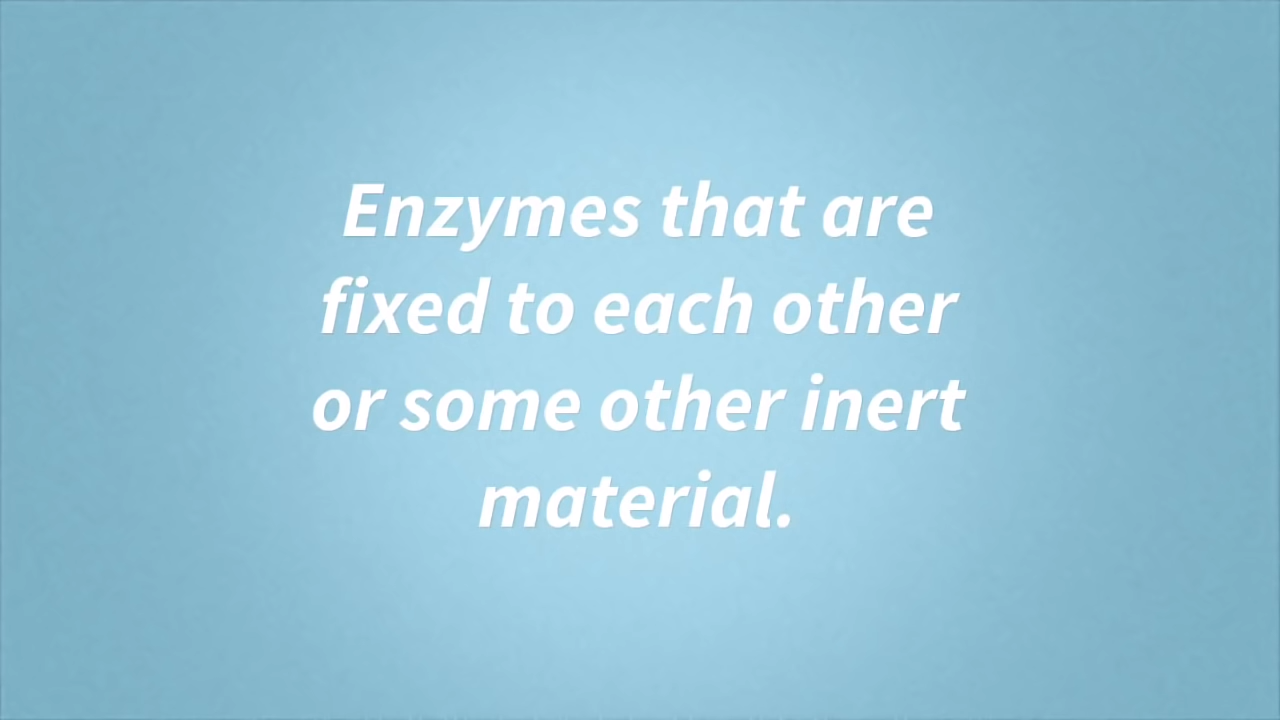 Enzymes that are
fixed to each other
or some other inert
material.